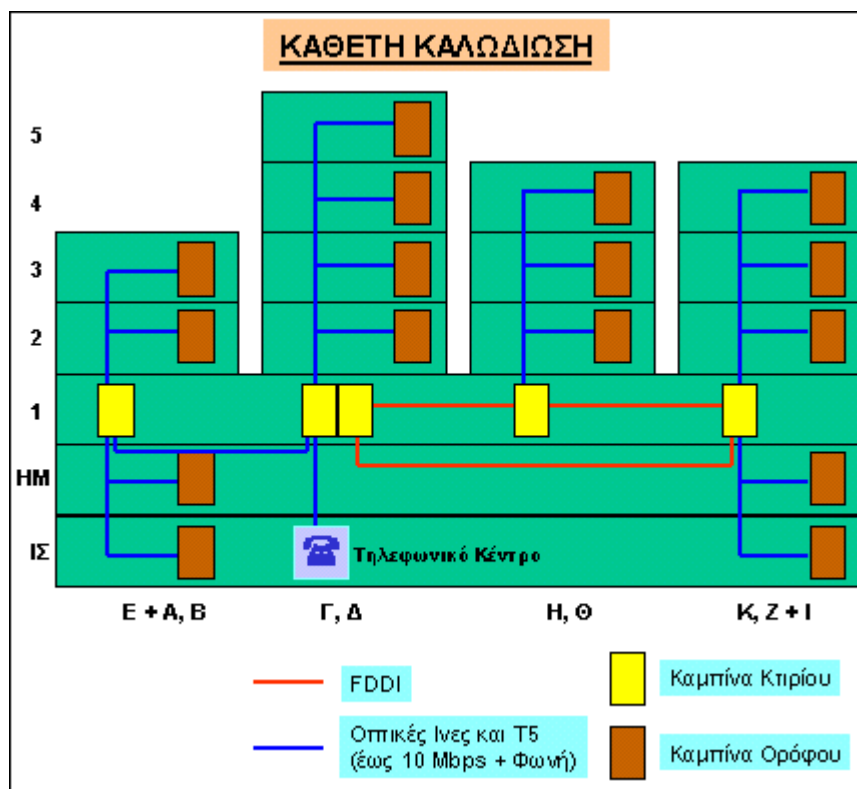 ΚΑΘΕΤΗ ΚΑΛΩΔΙΩΣΗ
5
4
3
2
1
ΗΜ
ΙΣ
Τηλεφωνικό Κέντρο
Ε + Α, Β
Γ, Δ
Η, Θ
Κ, Ζ + Ι
FDDI
Καμπίνα Κτιρίου
Οπτικές Ινες και Τ5
(έως 10 Mbps + Φωνή)
Καμπίνα Ορόφου